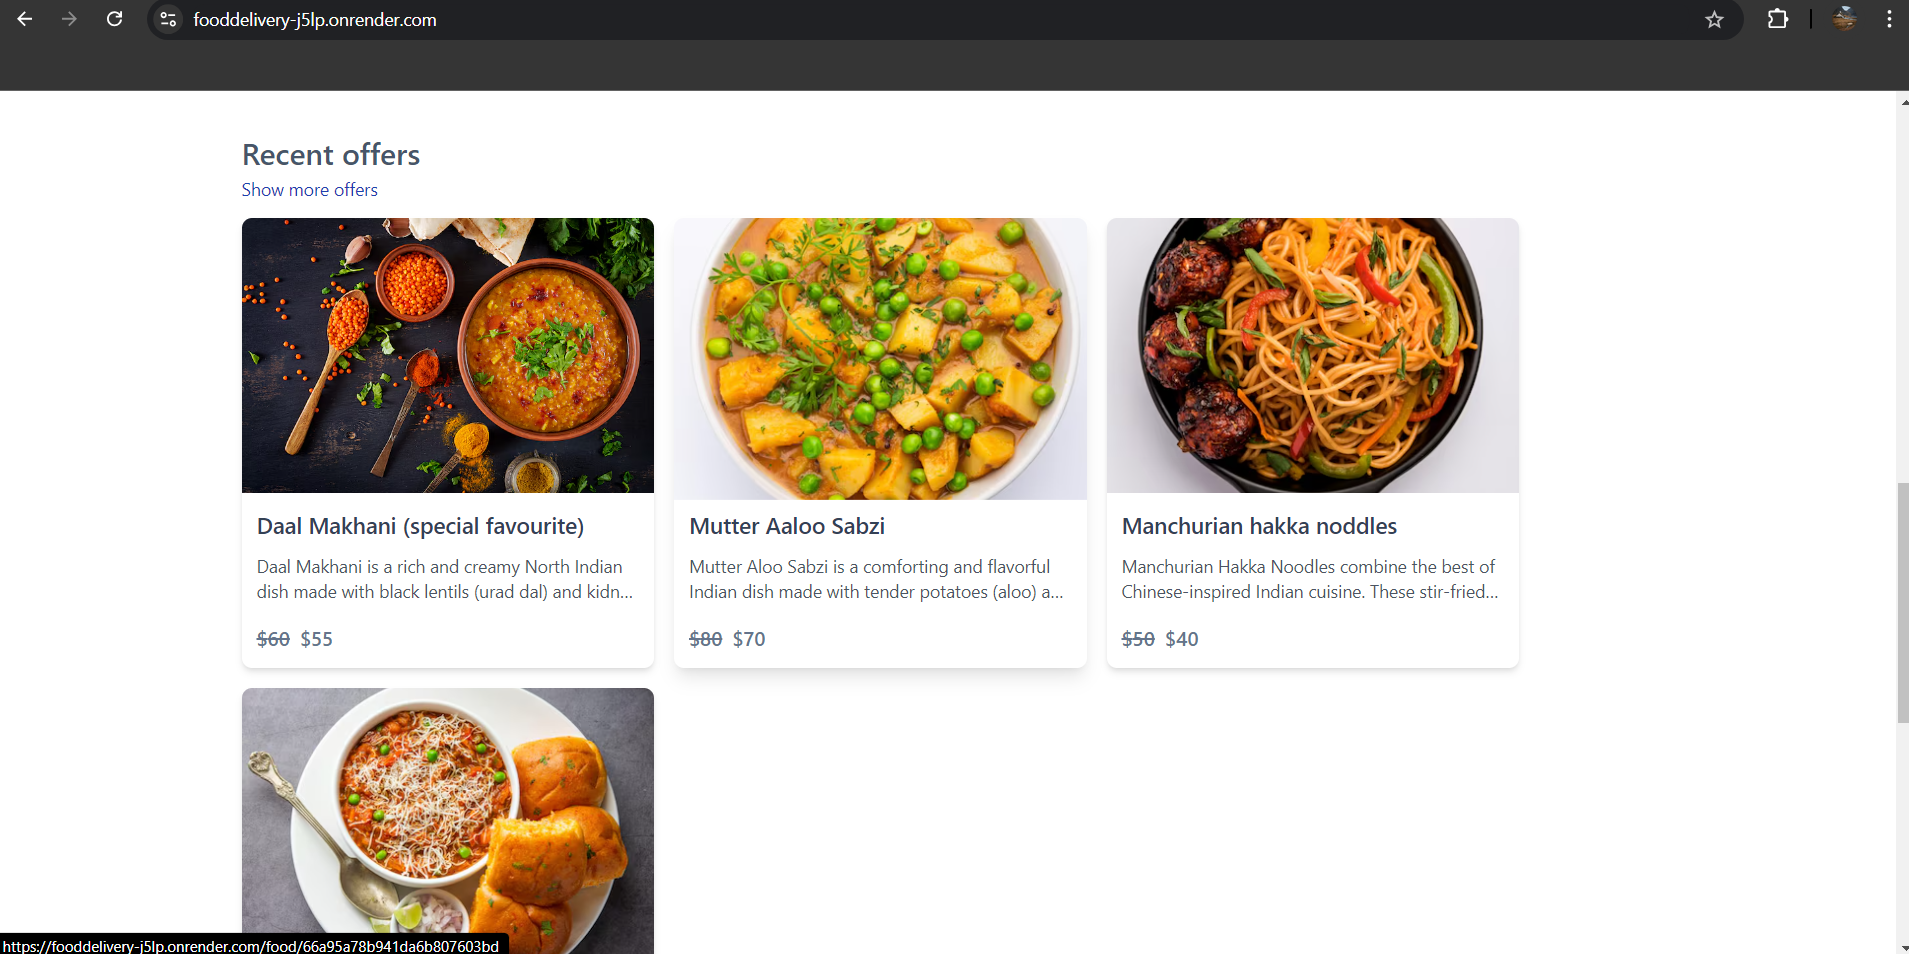 fooddelivery-j5lp.onrender.com
Recent offers
Show more offers
Daal Makhani (special favourite)
Daal Makhani is a rich and creamy North Indian
dish made with black lentils (urad dal) and kidn...
$60 $55
Mutter Aaloo Sabzi
Mutter Aloo Sabzi is a comforting and flavorful
Indian dish made with tender potatoes (aloo) a...
$80 $70
Manchurian hakka noddles
Manchurian Hakka Noodles combine the best of
Chinese-inspired Indian cuisine. These stir-fried...
$50 $40
https://fooddelivery-j5lp.onrender.com/food/66a95a78b941da6b807603bd